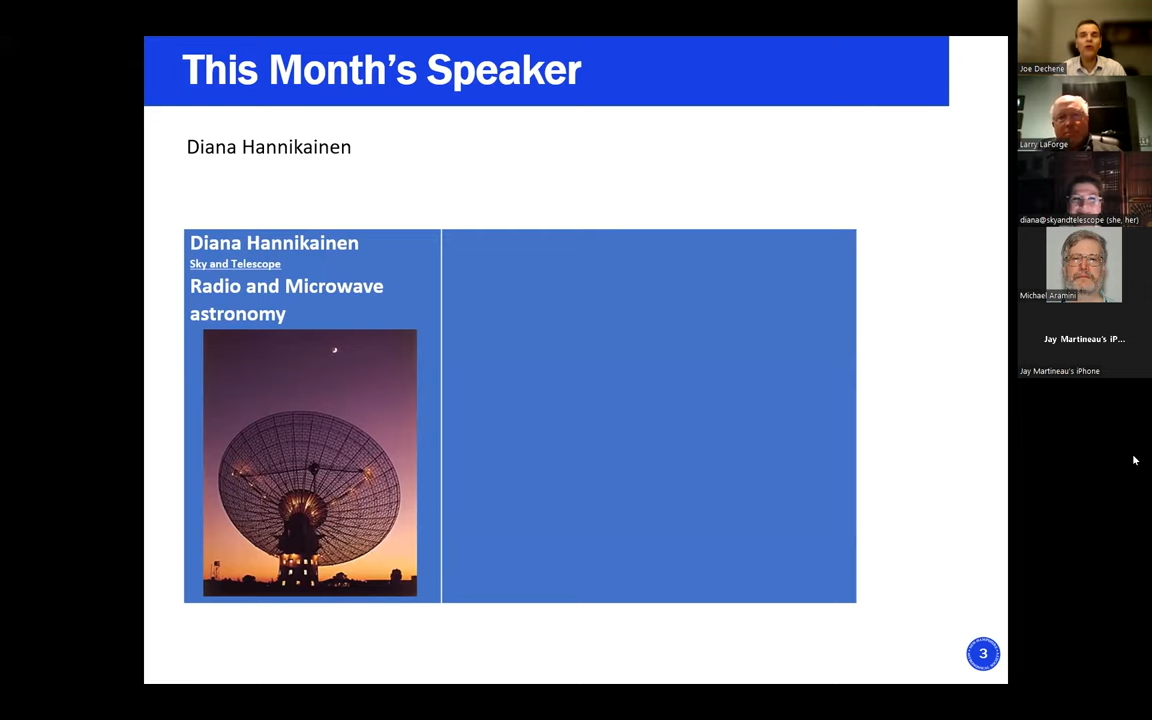 This Month's Speaker
Diana Hannikainen
Diana Hannikainen
Sky and Telescope
Radio and Microwave
astronomy
3
Joe Dechene
Larry LaForge
diana@skyandtelescope (she, her)
Michael Aramini
Jay Martineau's iP...
Jay Martineau's iPhone